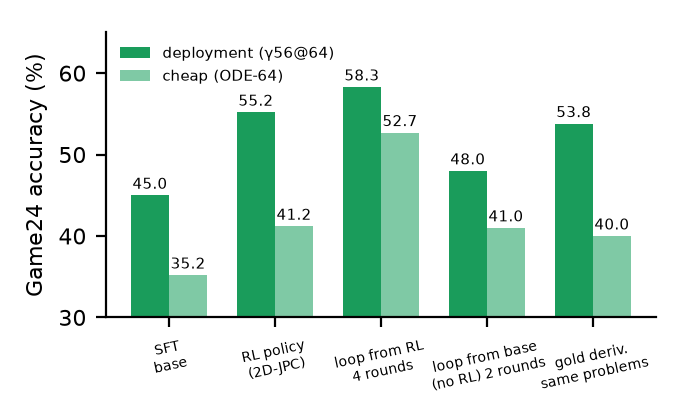 deployment (γ56@64)
cheap (ODE-64)
Game24 accuracy (%)
60
50
40
30
45.0
35.2
55.2
41.2
58.3
52.7
48.0
41.0
53.8
40.0
SFT
base
RL policy
(2D-JPC)
loop from RL
4 rounds
loop from base
(no RL) 2 rounds
gold deriv.
same problems